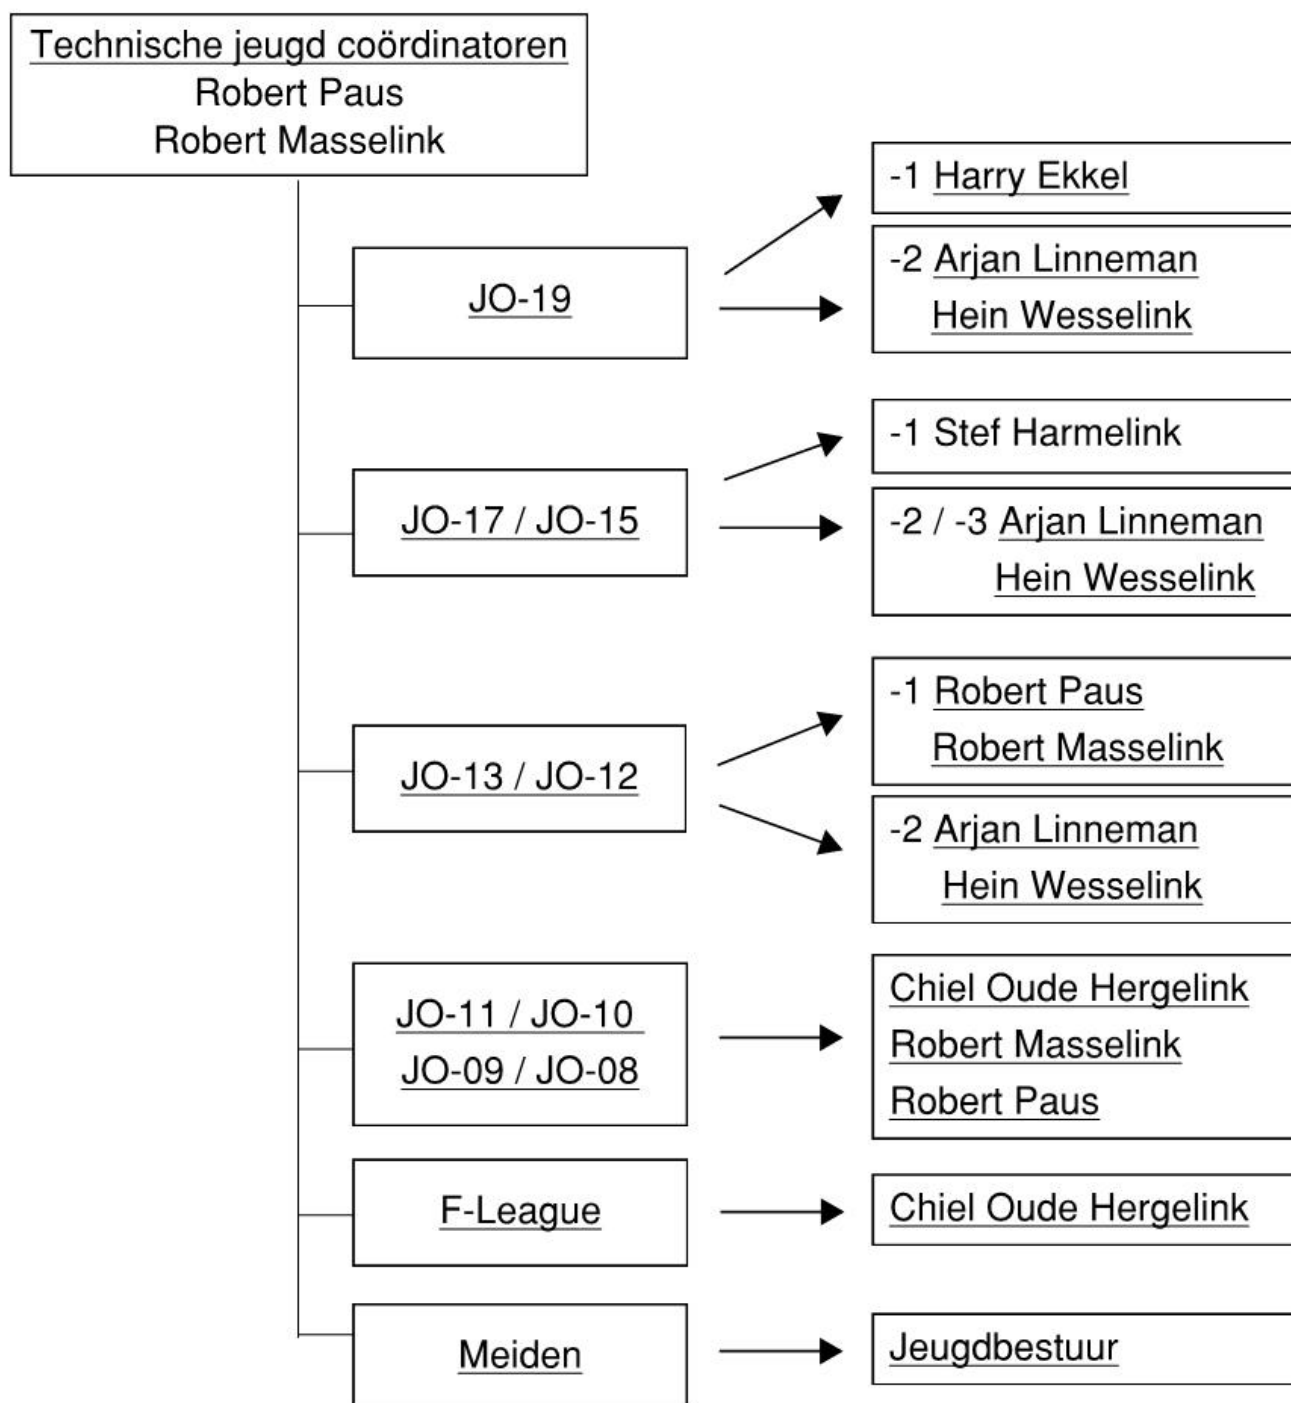 Technische jeugd coördinatoren
Robert Paus
Robert Masselink
JO-19
-1 Harry Ekkel
-2 Arjan Linneman
Hein Wesselink
JO-17 / JO-15
-1 Stef Harmelink
-2 / -3 Arjan Linneman
Hein Wesselink
JO-13 / JO-12
-1 Robert Paus
Robert Masselink
-2 Arjan Linneman
Hein Wesselink
JO-11 / JO-10
JO-09 / JO-08
Chiel Oude Hergelink
Robert Masselink
Robert Paus
F-League
Chiel Oude Hergelink
Meiden
Jeugdbestuur